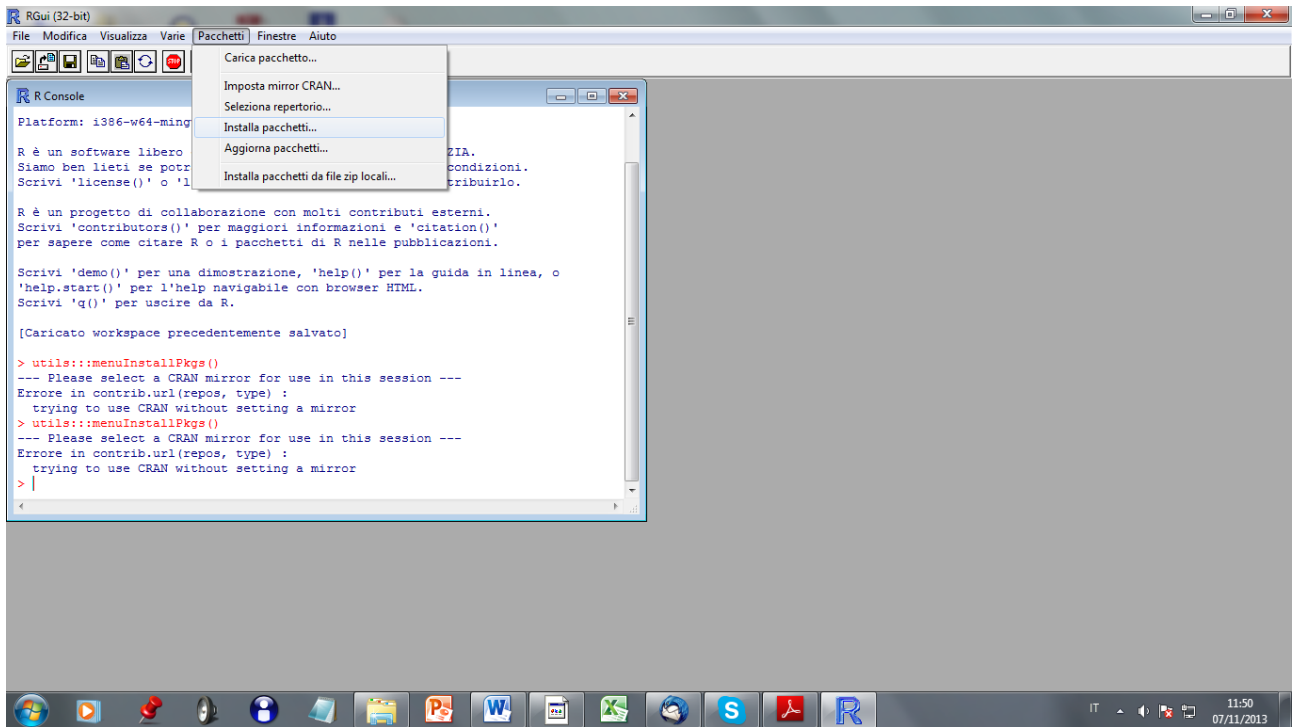 RGui (32-bit)
File Modifica Visualizza Varie Pacchetti Finestre Aiuto
STOP
Carica pacchetto...
Imposta mirror CRAN...
Seleziona repertorio...
Installa pacchetti...
Aggiorna pacchetti...
Installa pacchetti da file zip locali...
R Console
Platform: i386-w64-ming
R è un software libero ZIA.
Siamo ben lieti se potr condizioni.
Scrivi 'license()' o 'l tribuirlo.
R è un progetto di collaborazione con molti contributi esterni.
Scrivi 'contributors()' per maggiori informazioni e 'citation()'
per sapere come citare R o i pacchetti di R nelle pubblicazioni.
Scrivi 'demo()' per una dimostrazione, 'help()' per la guida in linea, o
'help.start()' per l'help navigabile con browser HTML.
Scrivi 'q()' per uscire da R.
[Caricato workspace precedentemente salvato]
> utils:::menuInstallPkgs()
--- Please select a CRAN mirror for use in this session ---
Errore in contrib.url(repos, type) :
trying to use CRAN without setting a mirror
> utils:::menuInstallPkgs()
--- Please select a CRAN mirror for use in this session ---
Errore in contrib.url(repos, type) :
trying to use CRAN without setting a mirror
>
IT
11:50
07/11/2013